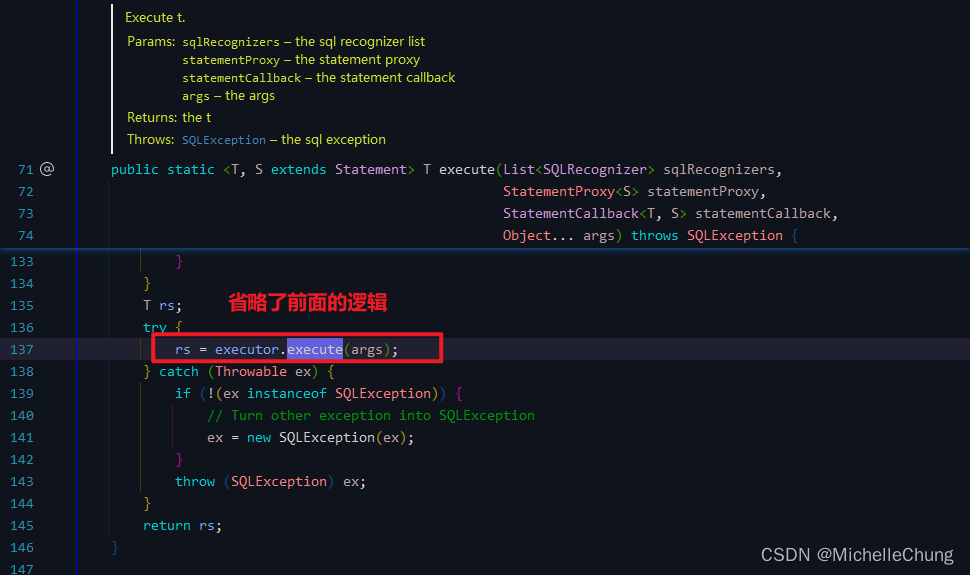 Execute t.
Params: sqlRecognizers – the sql recognizer list
statementProxy – the statement proxy
statementCallback – the statement callback
args – the args
Returns: the t
Throws: SQLException – the sql exception
71 @ public static <T, S extends Statement> T execute(List<SQLRecognizer> sqlRecognizers,
72 StatementProxy<S> statementProxy,
73 StatementCallback<T, S> statementCallback,
74 Object... args) throws SQLException {
133 }
134 }
135 T rs;
省略了前面的逻辑
136 try {
137 rs = executor.execute(args);
138 } catch (Throwable ex) {
139 if (!(ex instanceof SQLException)) {
140 // Turn other exception into SQLException
141 ex = new SQLException(ex);
142 }
143 throw (SQLException) ex;
144 }
145 return rs;
146 }
147
CSDN @MichelleChung